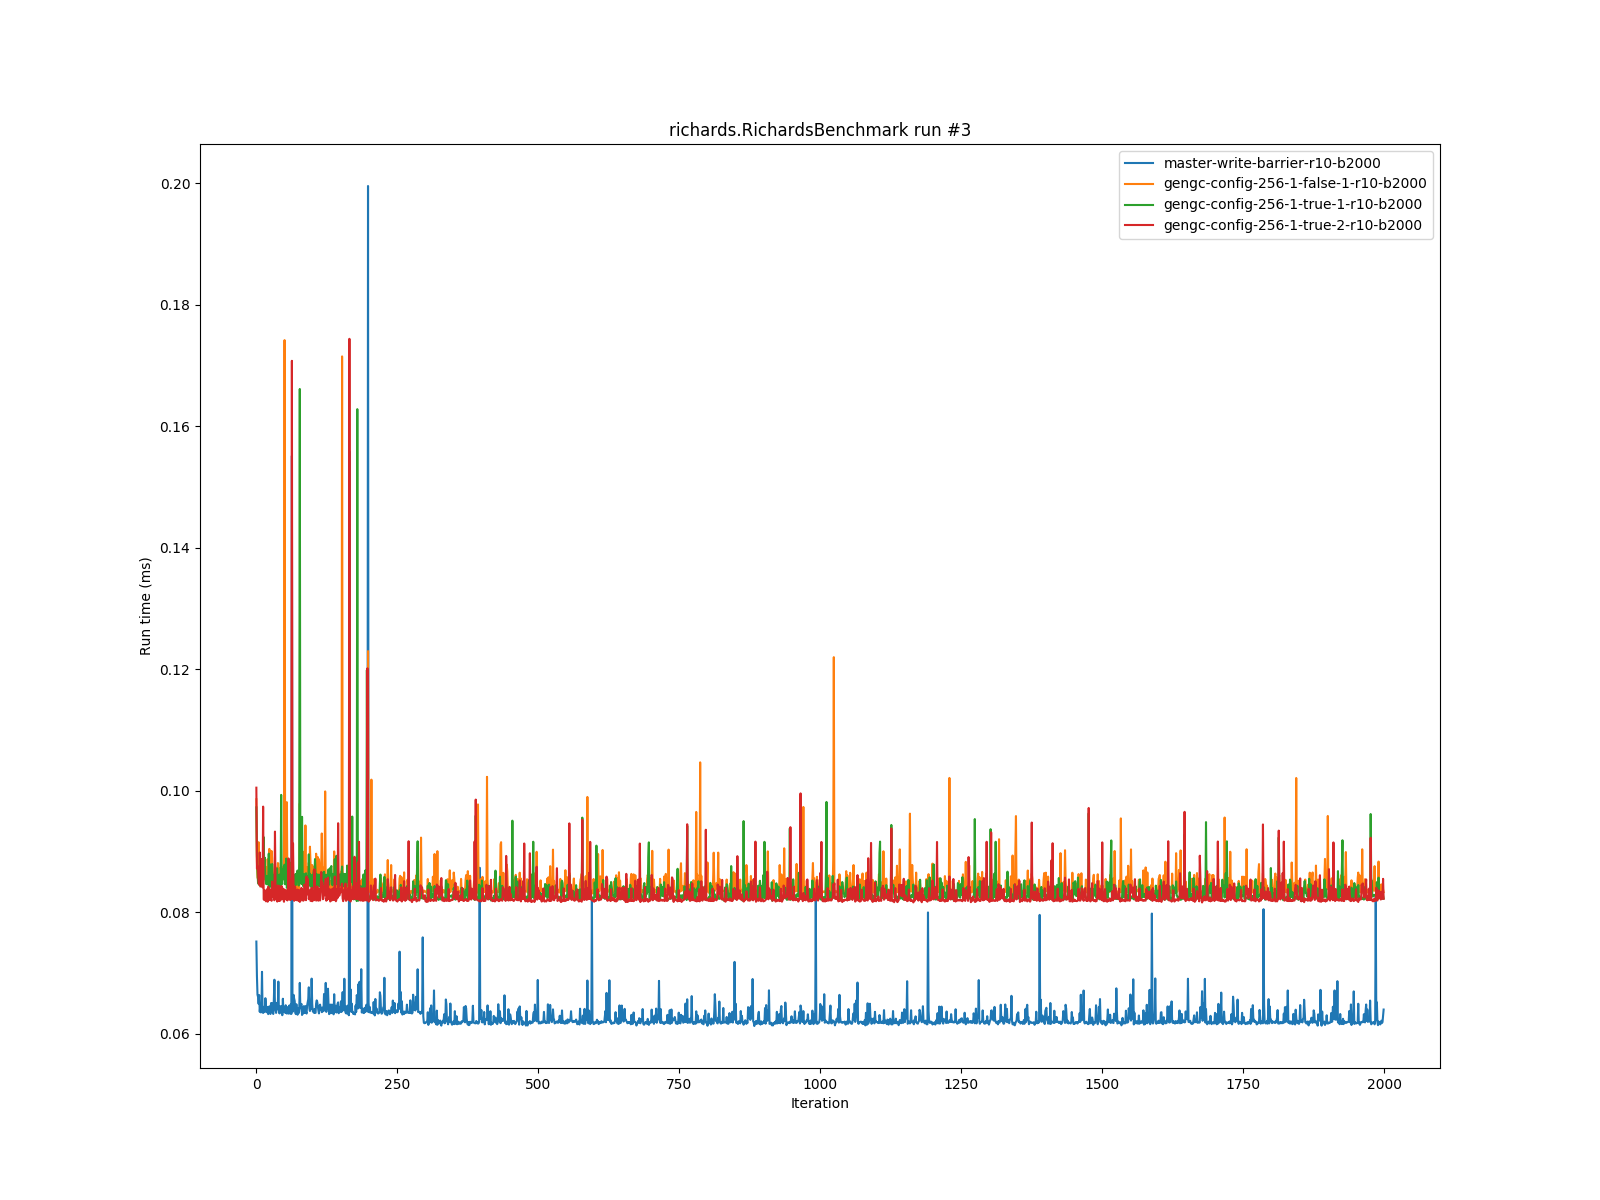 richards.RichardsBenchmark run #3
master-write-barrier-r10-b2000
gengc-config-256-1-false-1-r10-b2000
gengc-config-256-1-true-1-r10-b2000
gengc-config-256-1-true-2-r10-b2000
0.20
0.18
0.16
0.14
0.12
0.10
0.08
0.06
Run time (ms)
0 250 500 750 1000 1250 1500 1750 2000
Iteration